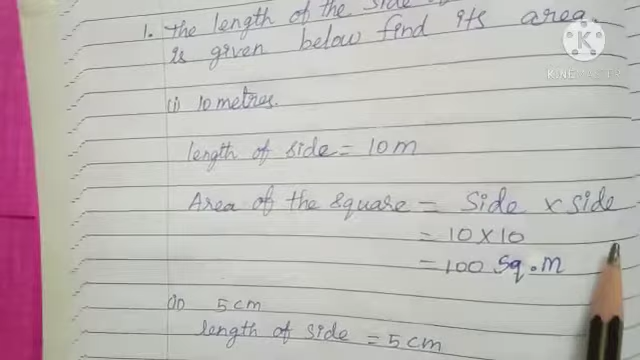 1. The length of the side
is given below find its area
(i) 10 metres.
length of side = 10 m
Area of the square = Side × side
= 10 × 10
= 100 Sq.m
(ii) 5 cm
length of side = 5 cm
KINEMASTER